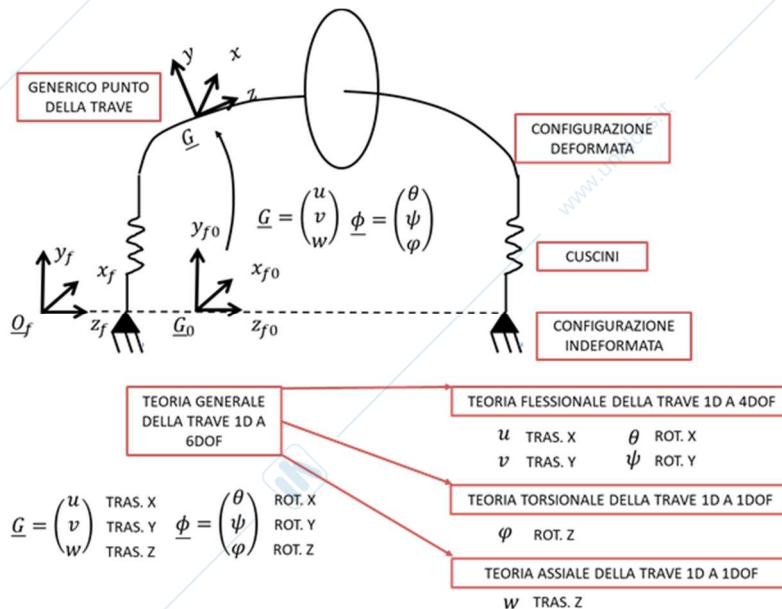 y x
GENERICO PUNTO
DELLA TRAVE
z
G
CONFIGURAZIONE
DEFORMATA
G = (u v w) ϕ = (θ ψ φ)
y_f0
y_f
x_f
x_f0
CUSCINI
O_f z_f G_0 z_f0
CONFIGURAZIONE
INDEFORMATA
TEORIA GENERALE
DELLA TRAVE 1D A
6DOF
TEORIA FLESSIONALE DELLA TRAVE 1D A 4DOF
u TRAS. X θ ROT. X
v TRAS. Y ψ ROT. Y
TEORIA TORSIONALE DELLA TRAVE 1D A 1DOF
φ ROT. Z
G = (u v w) TRAS. X TRAS. Y TRAS. Z ϕ = (θ ψ φ) ROT. X ROT. Y ROT. Z
TEORIA ASSIALE DELLA TRAVE 1D A 1DOF
w TRAS. Z